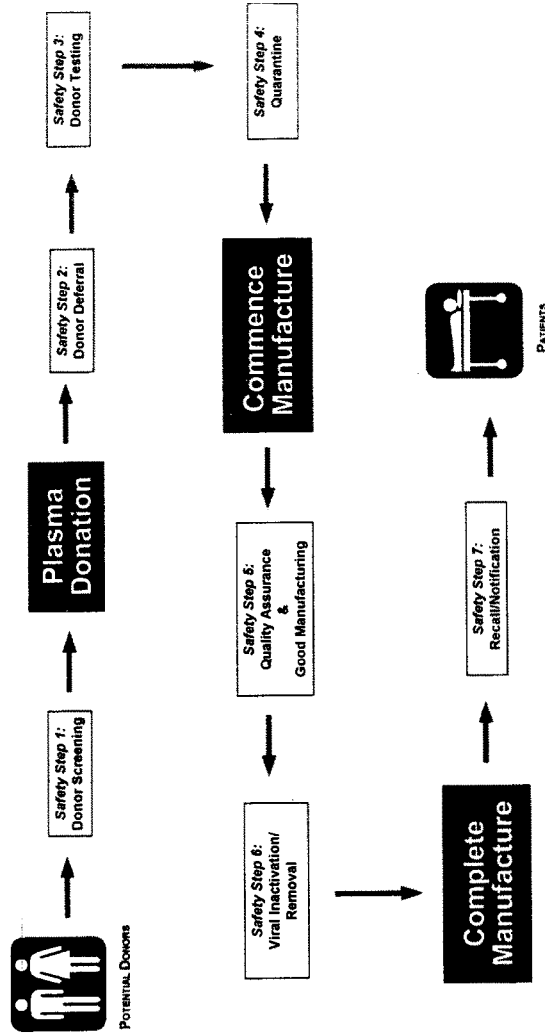 POTENTIAL DONORS
Safety Step 1:
Donor Screening
Plasma
Donation
Safety Step 2:
Donor Deferral
Safety Step 3:
Donor Testing
Safety Step 4:
Quarantine
Commence
Manufacture
Safety Step 5:
Quality Assurance
&
Good Manufacturing
Safety Step 6:
Viral Inactivation/
Removal
Complete
Manufacture
Safety Step 7:
Recall/Notification
PATIENTS